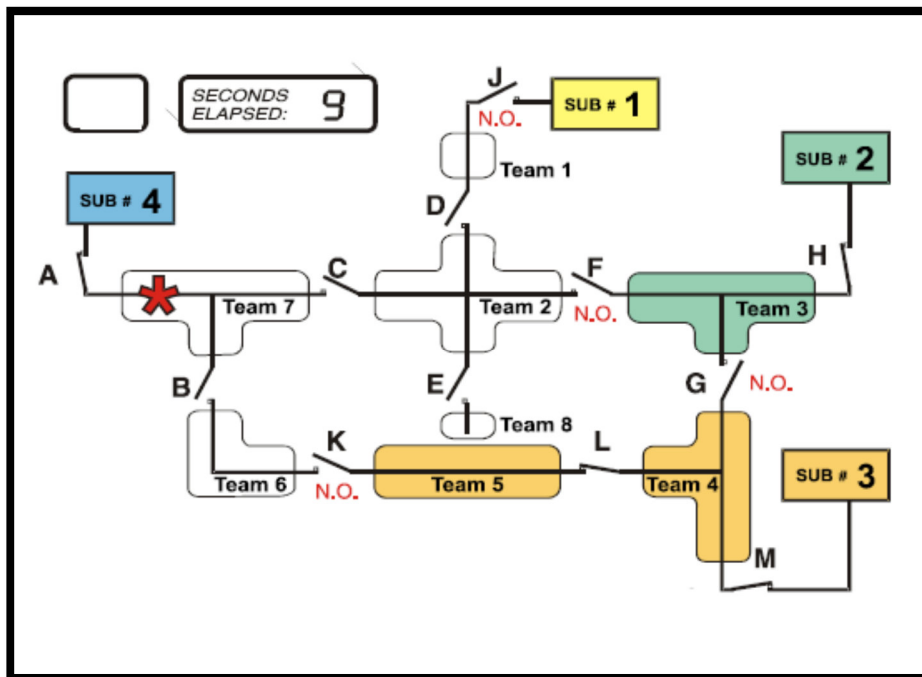 J
SECONDS
ELAPSED: 9
SUB # 1
N.O.
SUB # 2
Team 1
SUB # 4
D
A
C
F
H
Team 7
Team 2
Team 3
N.O.
B
E
G
N.O.
Team 8
K
L
Team 6
Team 5
Team 4
SUB # 3
N.O.
M